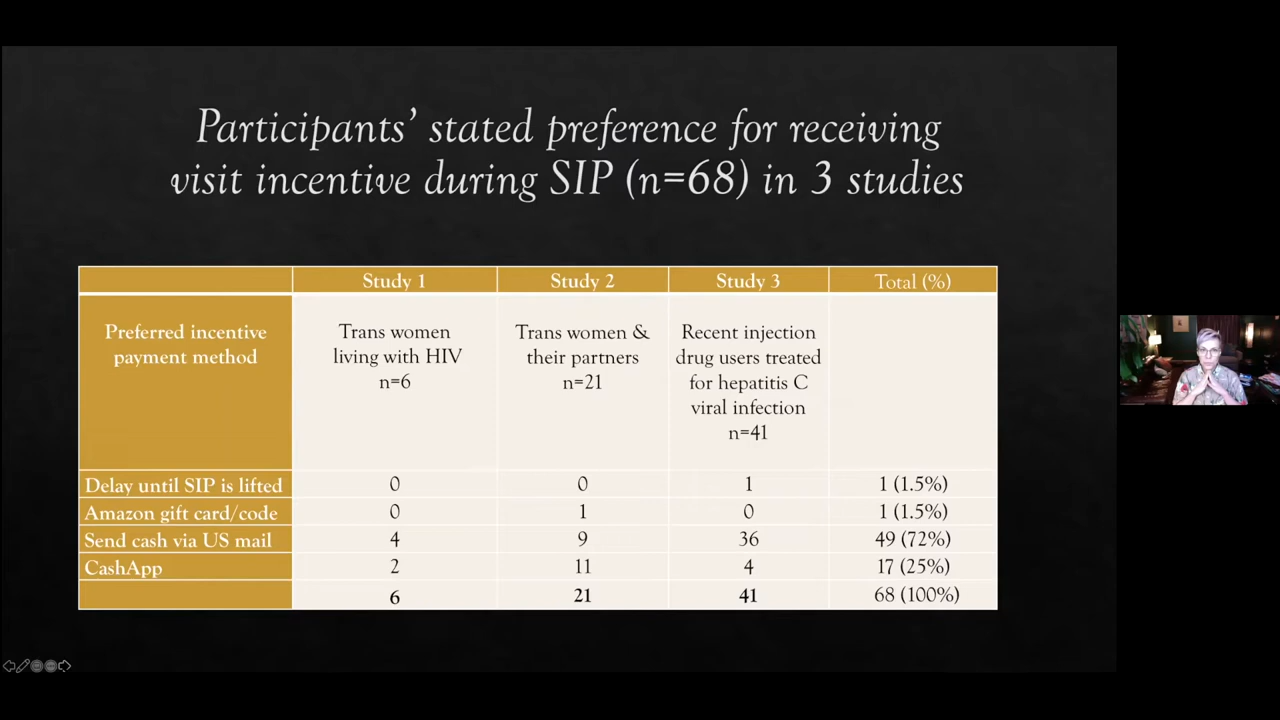 Participants' stated preference for receiving
visit incentive during SIP (n=68) in 3 studies
Study 1 Study 2 Study 3 Total (%)
Preferred incentive
payment method
Trans women
living with HIV
n=6
Trans women &
their partners
n=21
Recent injection
drug users treated
for hepatitis C
viral infection
n=41
Delay until SIP is lifted 0 0 1 1 (1.5%)
Amazon gift card/code 0 1 0 1 (1.5%)
Send cash via US mail 4 9 36 49 (72%)
CashApp 2 11 4 17 (25%)
6 21 41 68 (100%)